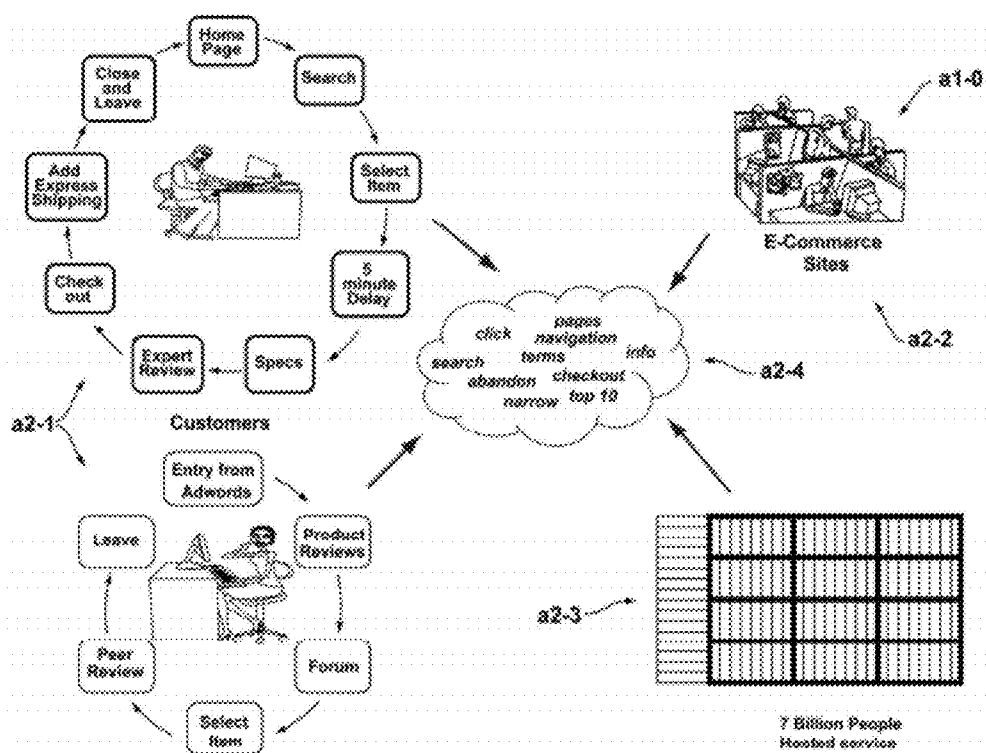 Home
Page
Search
Select
Item
5
minute
Delay
Specs
Expert
Review
Check
out
Add
Express
Shipping
Close
and
Leave
Customers
a2-1
Entry from
Adwords
Product
Reviews
Forum
Select
Item
Peer
Review
Leave
click
pages
navigation
search
terms
info
abandon
checkout
narrow
top 10
a2-4
a1-0
E-Commerce
Sites
a2-2
a2-3
7 Billion People
Hosted service